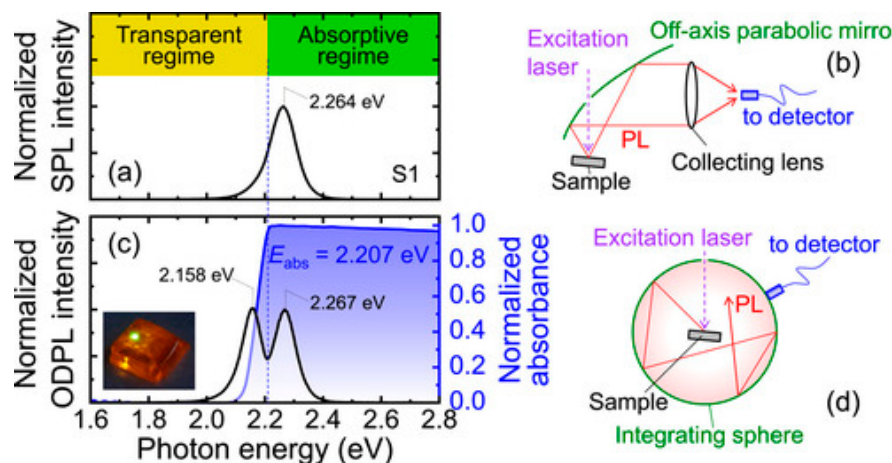 Normalized
SPL intensity
Transparent
regime
Absorptive
regime
2.264 eV
(a)
S1
Normalized
ODPL intensity
(c)
E_abs = 2.207 eV
2.158 eV
2.267 eV
1.0
0.8
0.6
0.4
0.2
0.0
Normalized
absorbance
1.6 1.8 2.0 2.2 2.4 2.6 2.8
Photon energy (eV)
Off-axis parabolic mirro
Excitation
laser
(b)
to detector
PL
Collecting lens
Sample
Excitation laser
to detector
PL
Sample
(d)
Integrating sphere